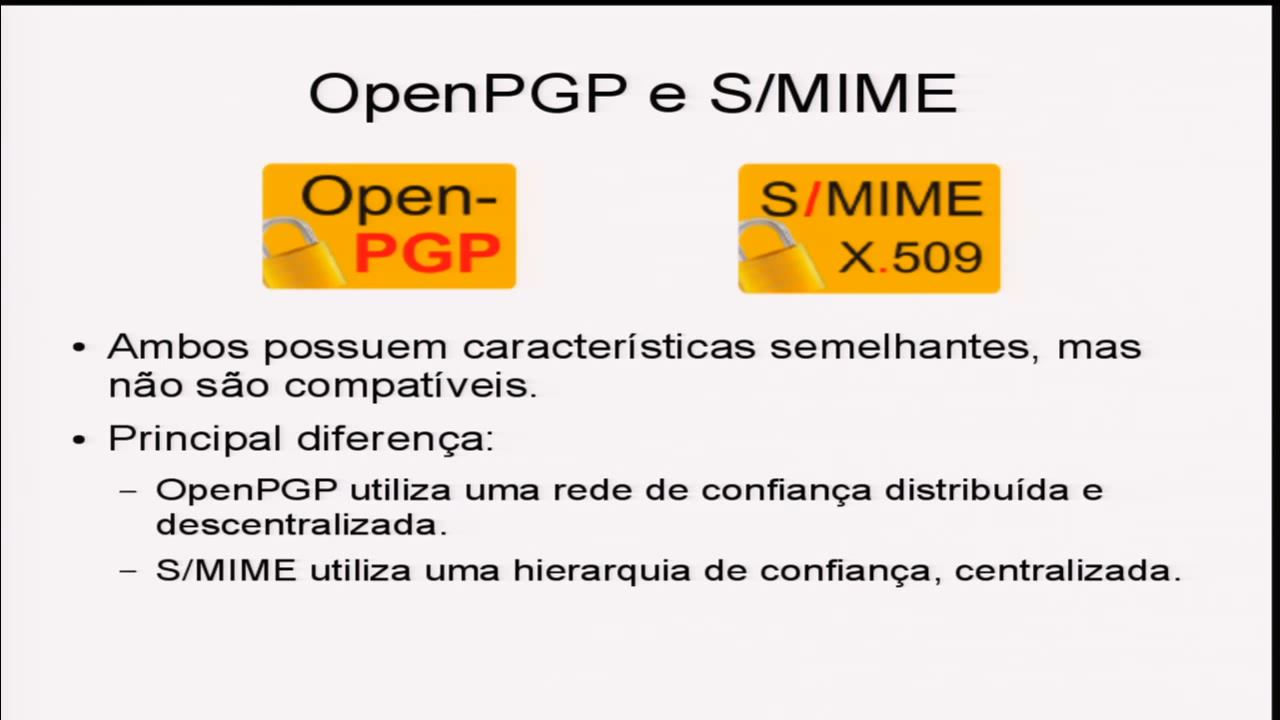 OpenPGP e S/MIME
Open-
PGP
S/MIME
X.509
• Ambos possuem características semelhantes, mas
não são compatíveis.
• Principal diferença:
– OpenPGP utiliza uma rede de confiança distribuída e
descentralizada.
– S/MIME utiliza uma hierarquia de confiança, centralizada.